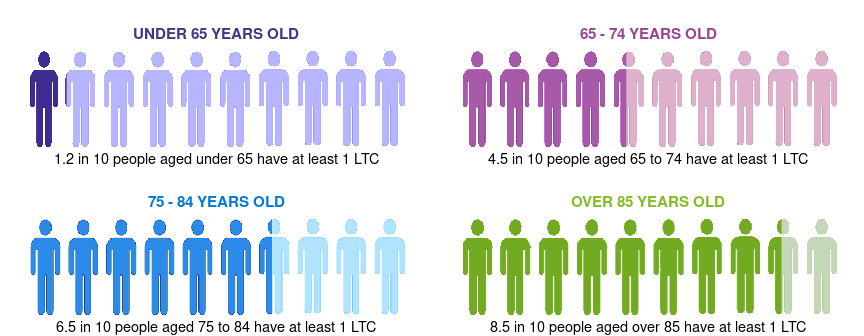 UNDER 65 YEARS OLD
1.2 in 10 people aged under 65 have at least 1 LTC
65 - 74 YEARS OLD
4.5 in 10 people aged 65 to 74 have at least 1 LTC
75 - 84 YEARS OLD
6.5 in 10 people aged 75 to 84 have at least 1 LTC
OVER 85 YEARS OLD
8.5 in 10 people aged over 85 have at least 1 LTC